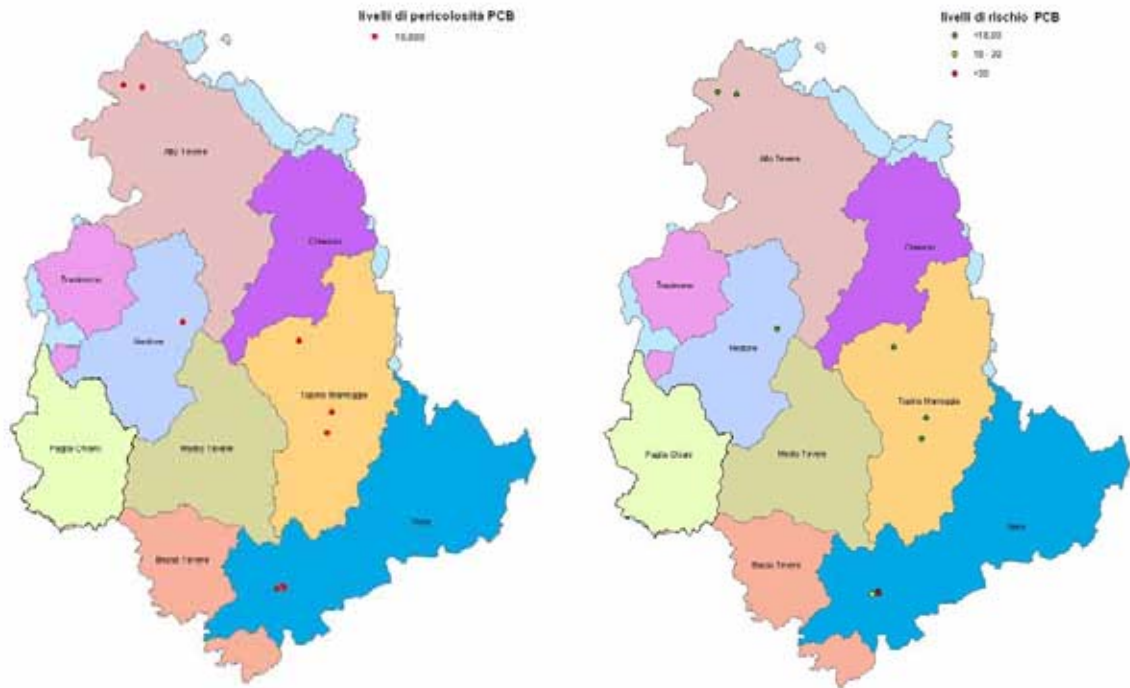 livelli di pericolosità PCB
10,000
Alto Tevere
Chiascio
Trasimeno
Nestore
Topino Marroggia
Paglia Chiani
Medio Tevere
Nera
Basso Tevere
livelli di rischio PCB
<10,00
10 - 30
>30
Alto Tevere
Chiascio
Trasimeno
Nestore
Topino Marroggia
Paglia Chiani
Medio Tevere
Nera
Basso Tevere